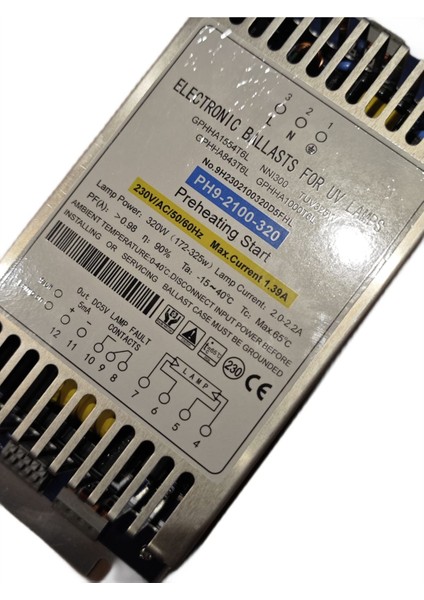 3 2 1
L N
ELECTRONIC BALLASTS FOR UV LAMPS
GPHHA1554T6L NNI300
GPHHA843T6L GPHHA1000T6L
No.9H2302100320D5FHL
PH9-2100-320
Preheating Start
230V/AC/50/60Hz Max.Current 1.39A
Lamp Power: 320W (172-325w) Lamp Current: 2.0-2.2A
PF(λ): >0.98 η: 90% Ta: -15~40℃ Tc: Max 65℃
AMBIENT TEMPERATURE:0-40℃.DISCONNECT INPUT POWER BEFORE
SERVICING BALLAST CASE MUST BE GROUNDED
Out DC5V LAMP FAULT
5mA CONTACTS
- +
LAMP
230
CE
12 11 10 9 8 7 6 5 4